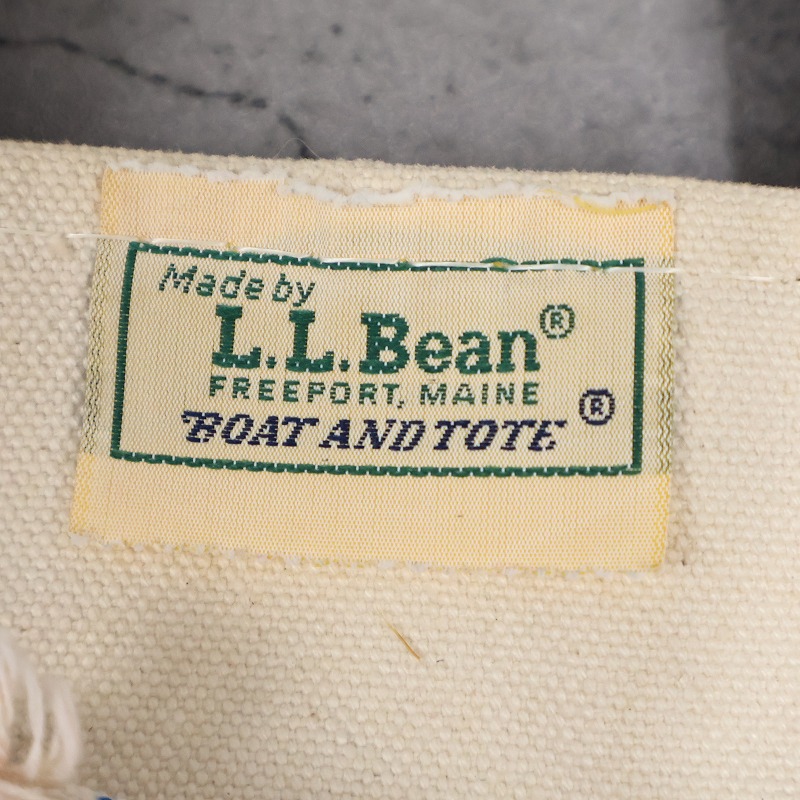 Made by
L.L.Bean®
FREEPORT, MAINE
BOAT AND TOTE ®